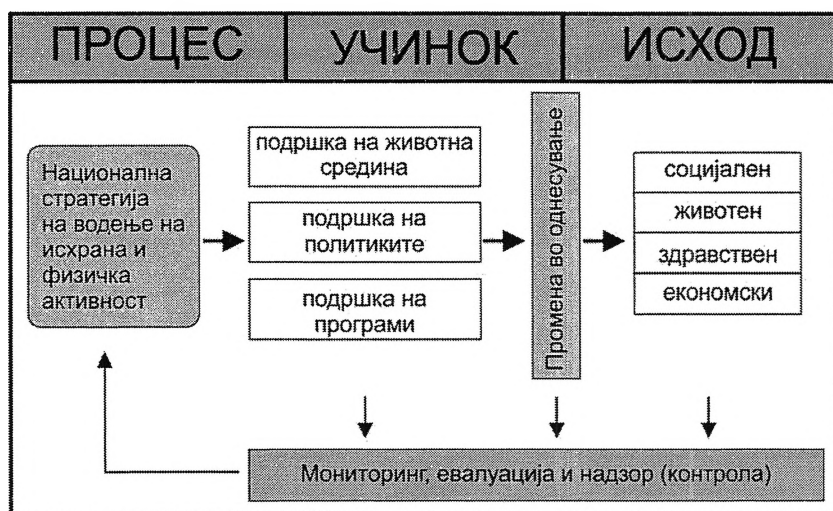 ПРОЦЕС
УЧИНОК
ИСХОД
Национална
стратегија
на водење на
исхрана и
физичка
активност
подршка на животна
средина
подршка на
политиките
подршка на
програми
Промена во однесување
социјален
животен
здравствен
економски
Мониторинг, евалуација и надзор (контрола)